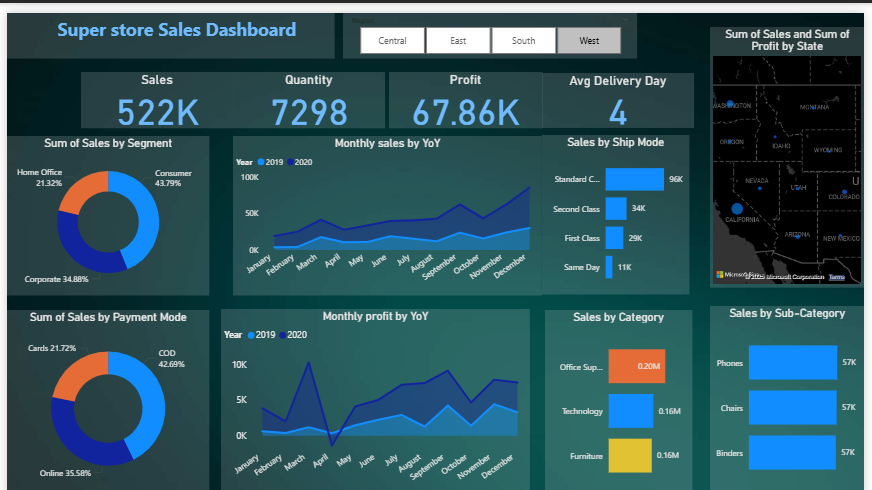 Super store Sales Dashboard
Region
Central
East
South
West
Sales
522K
Quantity
7298
Profit
67.86K
Avg Delivery Day
4
Sum of Sales and Sum of
Profit by State
WASHINGTON
MONTANA
OREGON
IDAHO
WYOMING
NEVADA
UTAH
U
COLORADO
CALIFORNIA
ARIZONA
NEW MEXICO
© 2025 Microsoft Corporation
Terms
Sum of Sales by Segment
Home Office
21.32%
Consumer
43.79%
Corporate 34.88%
Monthly sales by YoY
Year 2019 2020
100K
50K
0K
January
February
March
April
May
June
July
August
September
October
November
December
Sales by Ship Mode
Standard C... 96K
Second Class 34K
First Class 29K
Same Day 11K
Sum of Sales by Payment Mode
Cards 21.72%
COD
42.69%
Online 35.58%
Monthly profit by YoY
Year 2019 2020
10K
5K
0K
January
February
March
April
May
June
July
August
September
October
November
December
Sales by Category
Office Sup... 0.20M
Technology 0.16M
Furniture 0.16M
Sales by Sub-Category
Phones 57K
Chairs 57K
Binders 57K